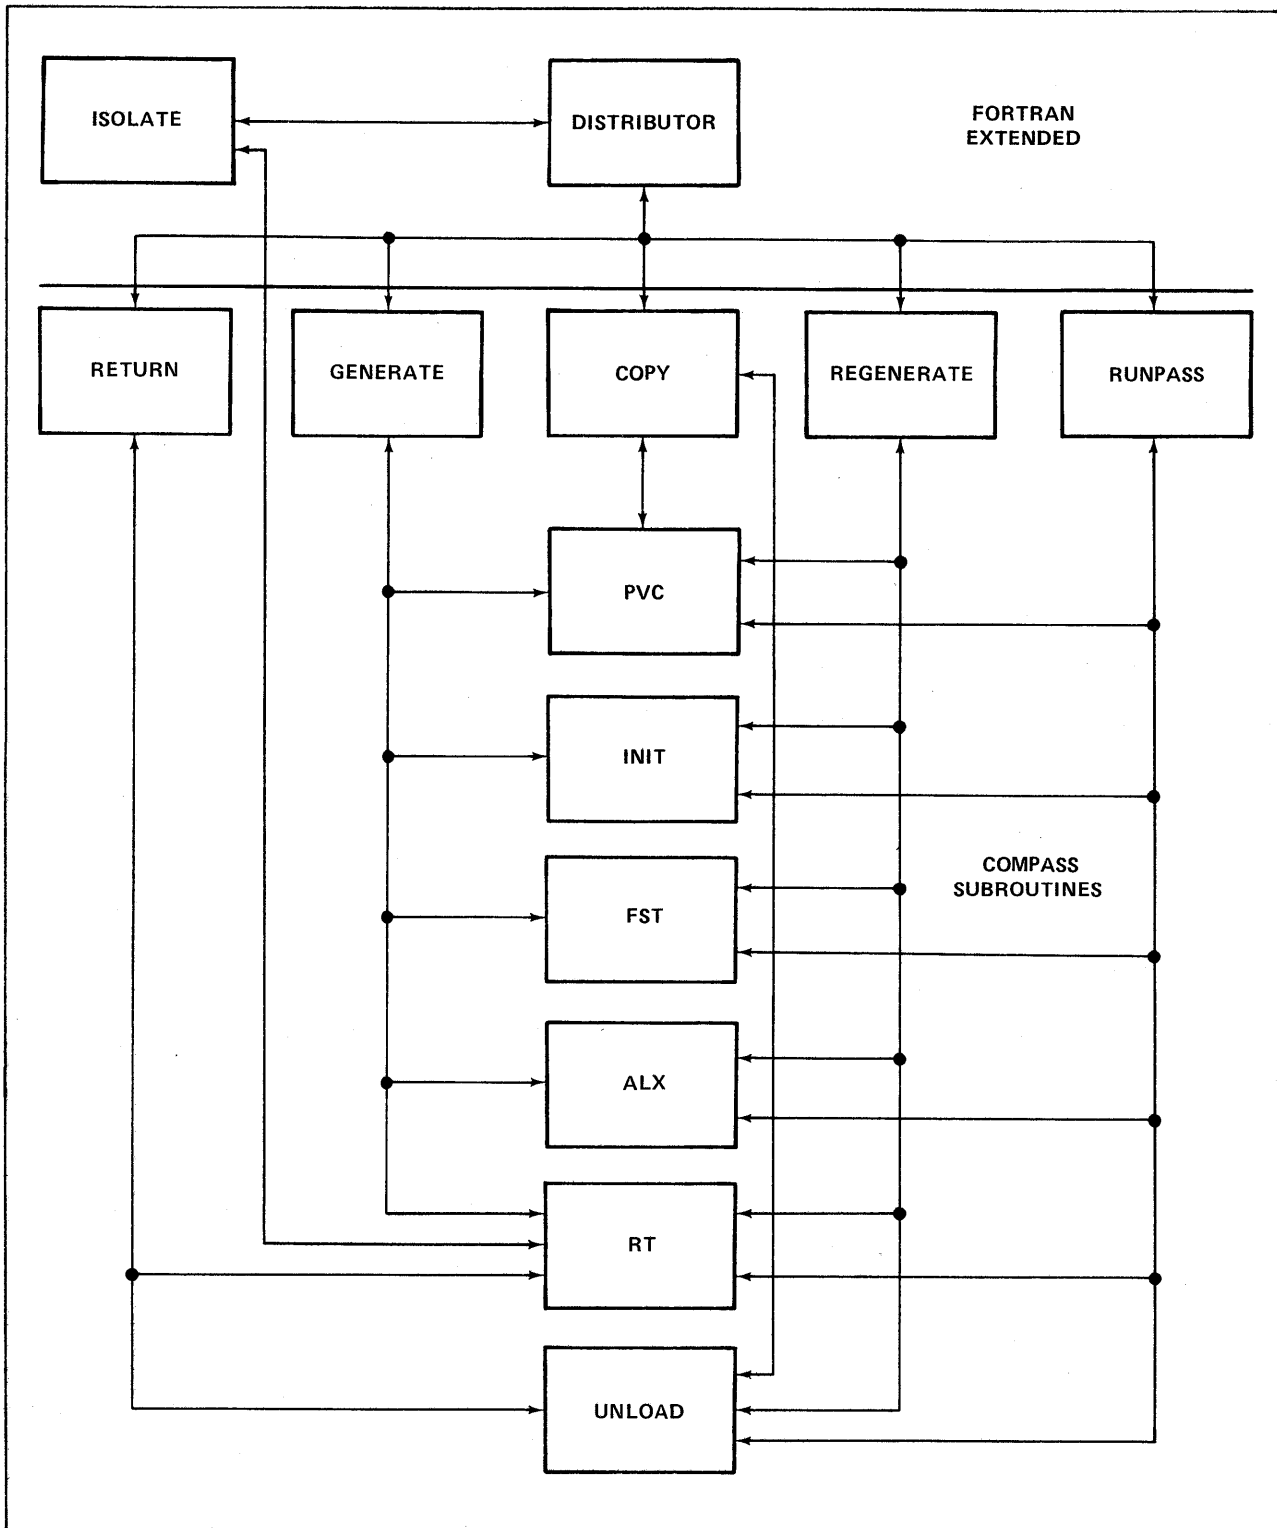 ISOLATE
DISTRIBUTOR
FORTRAN
EXTENDED
RETURN
GENERATE
COPY
REGENERATE
RUNPASS
PVC
INIT
COMPASS
SUBROUTINES
FST
ALX
RT
UNLOAD